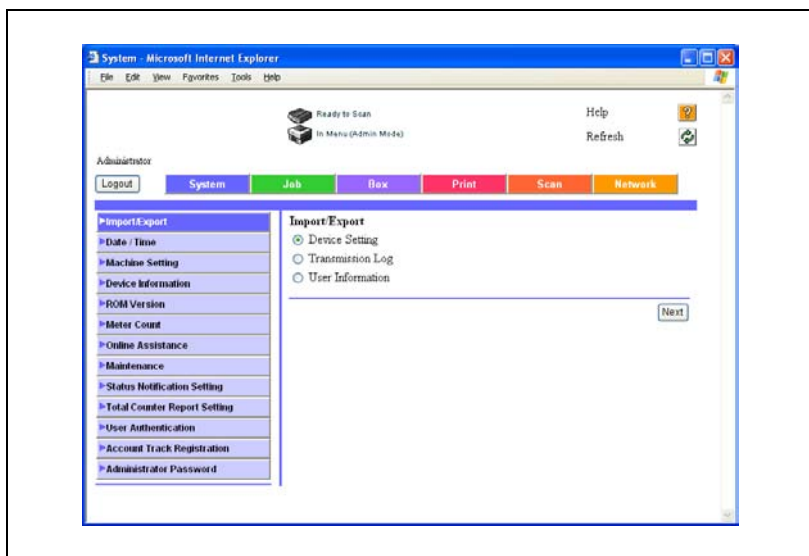 System - Microsoft Internet Explorer
File Edit View Favorites Tools Help
Ready to Scan
In Menu (Admin Mode)
Help
Refresh
Administrator
Logout
System Job Box Print Scan Network
Import/Export
Date / Time
Machine Setting
Device Information
ROM Version
Meter Count
Online Assistance
Maintenance
Status Notification Setting
Total Counter Report Setting
User Authentication
Account Track Registration
Administrator Password
Import/Export
Device Setting
Transmission Log
User Information
Next